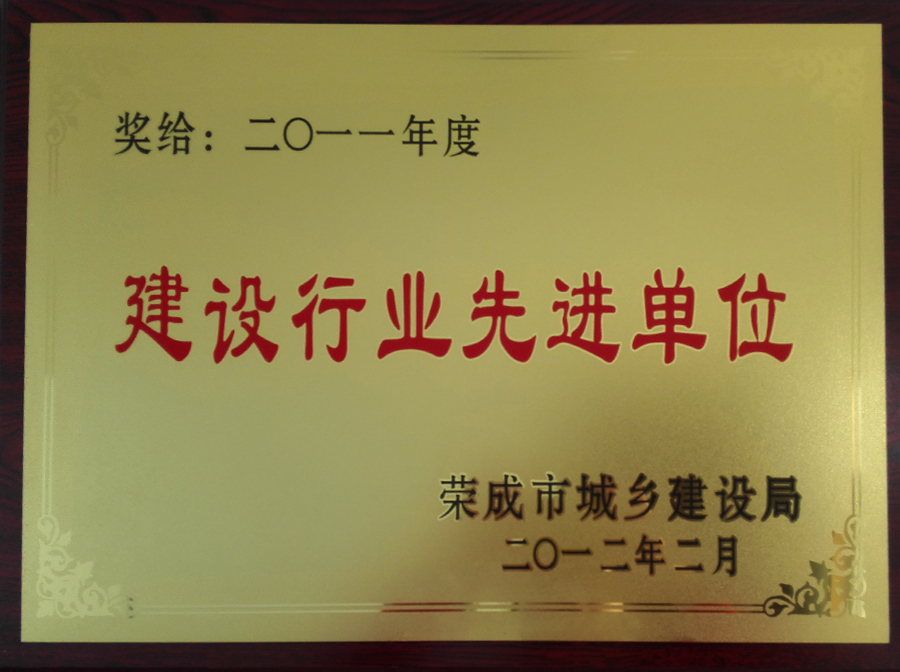 奖给：二〇一一年度
建设行业先进单位
荣成市城乡建设局
二〇一二年二月